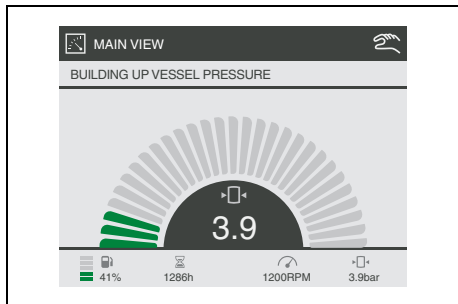 MAIN VIEW
BUILDING UP VESSEL PRESSURE
3.9
41% 1286h 1200RPM 3.9bar